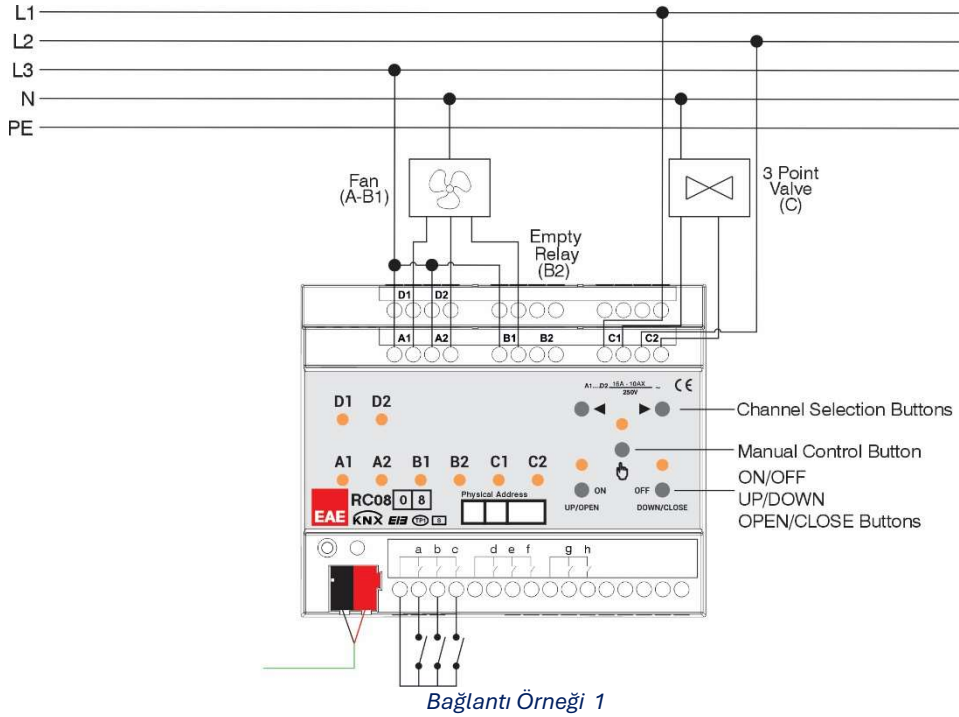 L1
L2
L3
N
PE
Fan
(A-B1)
3 Point
Valve
(C)
Empty
Relay
(B2)
D1 D2
A1 A2 B1 B2 C1 C2
A1...D2 16A - 10AX ~
250V
CE
D1 D2
Channel Selection Buttons
Manual Control Button
A1 A2 B1 B2 C1 C2
ON OFF
UP/OPEN DOWN/CLOSE
ON/OFF
UP/DOWN
OPEN/CLOSE Buttons
EAE RC08 0 8
KNX EIB TP1 S
Physical Address
a b c d e f g h
Bağlantı Örneği 1